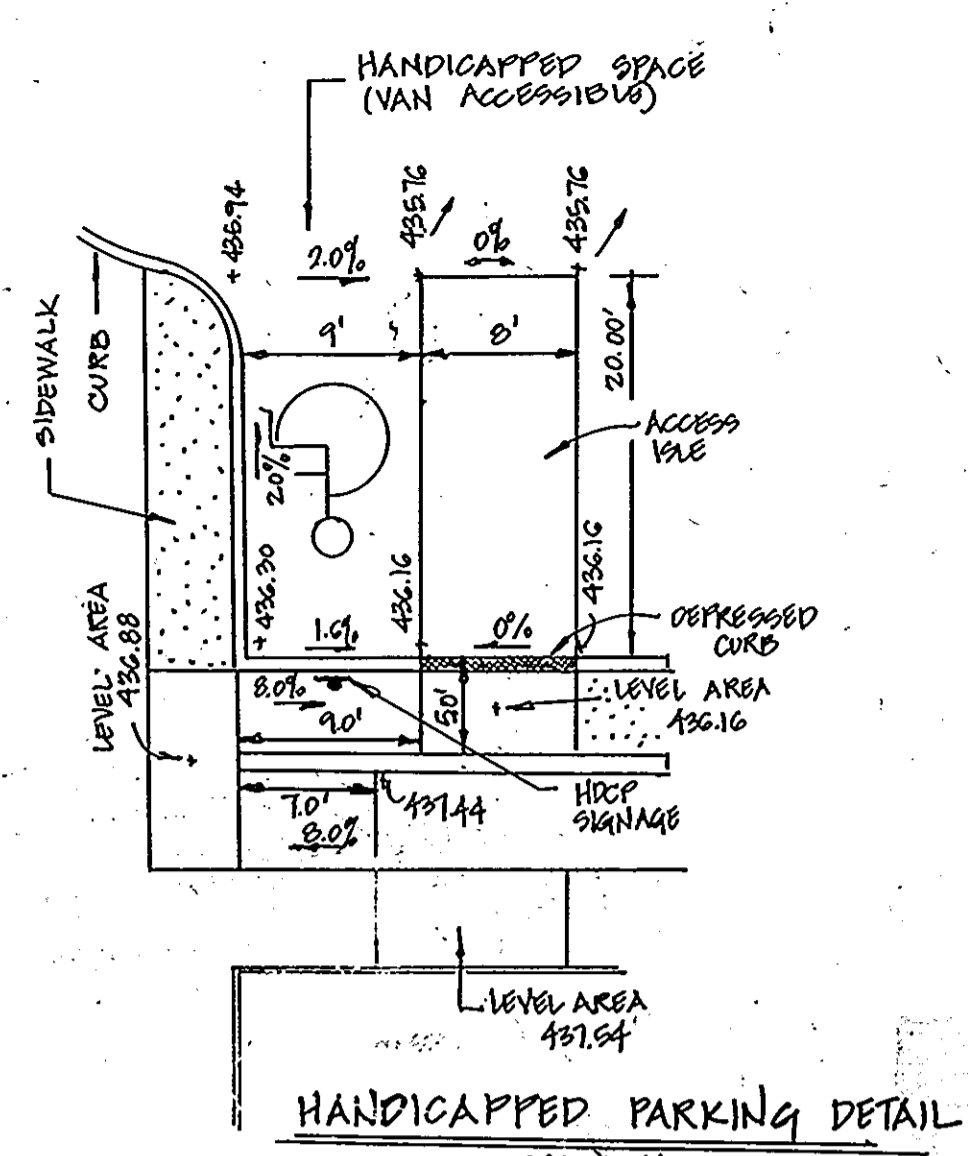 HANDICAPPED SPACE
(VAN ACCESSIBLE)
+ 435.94
435.76
435.76
2.0%
0%
9'
8'
20.00'
SIDEWALK
CURB
ACCESS
ISLE
2.0%
+ 436.30
436.16
436.16
1.6%
0%
DEPRESSED
CURB
LEVEL AREA
436.88
8.0%
9.0'
5.0'
LEVEL AREA
436.16
7.0'
8.0%
437.44
HDCP
SIGNAGE
LEVEL AREA
437.54'
HANDICAPPED PARKING DETAIL